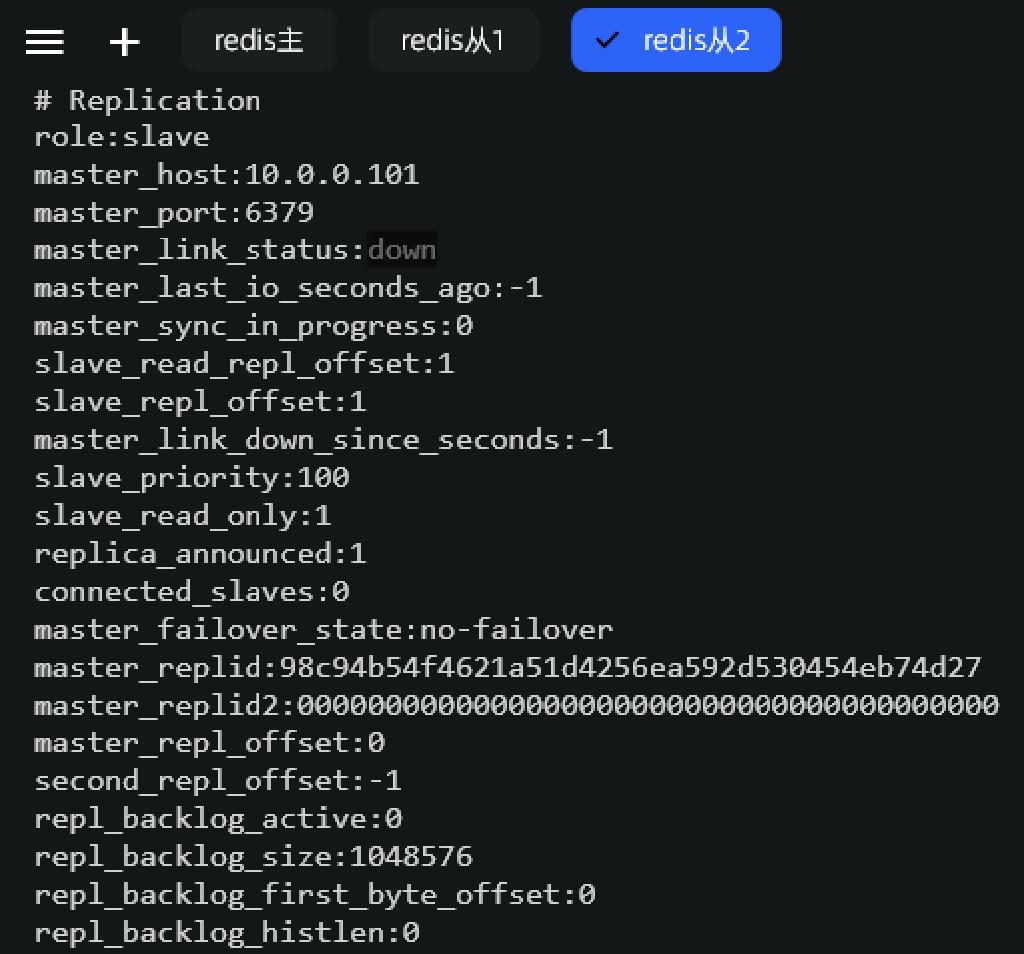 redis主 redis从1 redis从2
# Replication
role:slave
master_host:10.0.0.101
master_port:6379
master_link_status:down
master_last_io_seconds_ago:-1
master_sync_in_progress:0
slave_read_repl_offset:1
slave_repl_offset:1
master_link_down_since_seconds:-1
slave_priority:100
slave_read_only:1
replica_announced:1
connected_slaves:0
master_failover_state:no-failover
master_replid:98c94b54f4621a51d4256ea592d530454eb74d27
master_replid2:0000000000000000000000000000000000000000
master_repl_offset:0
second_repl_offset:-1
repl_backlog_active:0
repl_backlog_size:1048576
repl_backlog_first_byte_offset:0
repl_backlog_histlen:0